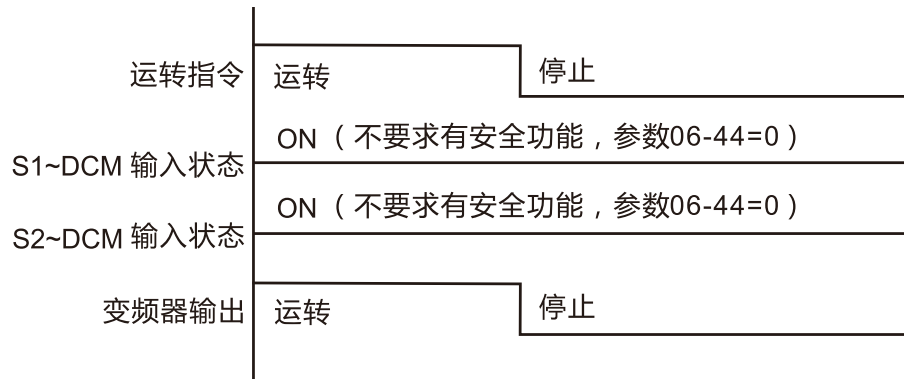 运转指令 运转 停止
ON（不要求有安全功能，参数06-44=0）
S1~DCM 输入状态
ON（不要求有安全功能，参数06-44=0）
S2~DCM 输入状态
变频器输出 运转 停止